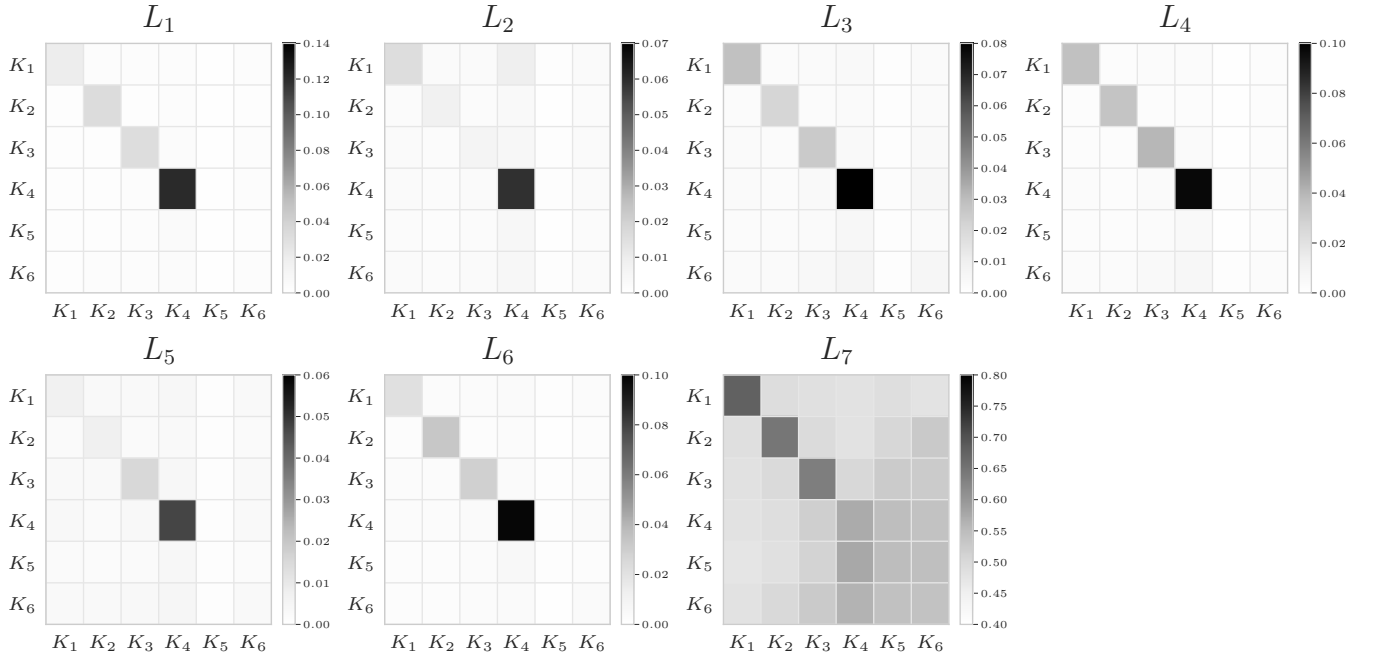 L₁ L₂ L₃ L₄
K₁ 0.14 K₁ 0.07 K₁ 0.08 K₁ 0.10
0.12 0.06 0.07
K₂ K₂ K₂ K₂ 0.08
0.10 0.05 0.06
K₃ 0.08 K₃ 0.04 K₃ 0.05 K₃ 0.06
0.04
K₄ 0.06 K₄ 0.03 K₄ K₄ 0.04
0.03
K₅ 0.04 K₅ 0.02 K₅ 0.02 K₅
0.02
K₆ 0.02 K₆ 0.01 K₆ 0.01 K₆
0.00 0.00 0.00 0.00
K₁ K₂ K₃ K₄ K₅ K₆ K₁ K₂ K₃ K₄ K₅ K₆ K₁ K₂ K₃ K₄ K₅ K₆ K₁ K₂ K₃ K₄ K₅ K₆
L₅ L₆ L₇
K₁ 0.06 K₁ 0.10 K₁ 0.80
0.75
K₂ 0.05 K₂ 0.08 K₂
0.70
K₃ 0.04 K₃ 0.06 K₃ 0.65
K₄ 0.03 K₄ K₄ 0.60
0.04 0.55
K₅ 0.02 K₅ K₅
0.50
K₆ 0.01 K₆ 0.02 K₆ 0.45
0.00 0.00 0.40
K₁ K₂ K₃ K₄ K₅ K₆ K₁ K₂ K₃ K₄ K₅ K₆ K₁ K₂ K₃ K₄ K₅ K₆